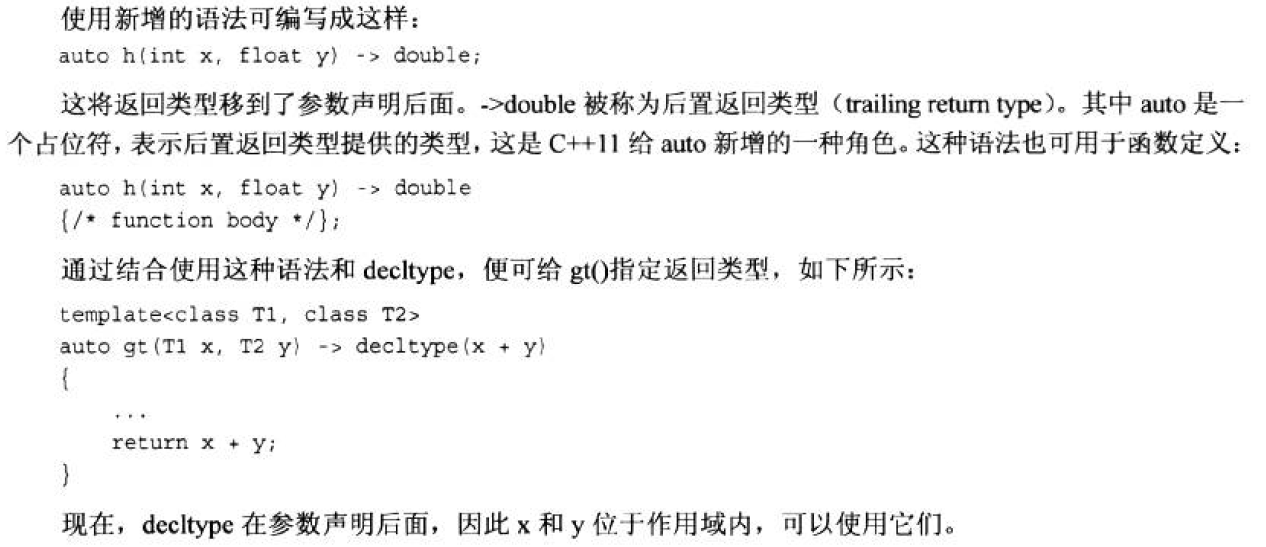 使用新增的语法可编写成这样：
auto h(int x, float y) -> double;
这将返回类型移到了参数声明后面。->double 被称为后置返回类型（trailing return type）。其中 auto 是一
个占位符，表示后置返回类型提供的类型，这是 C++11 给 auto 新增的一种角色。这种语法也可用于函数定义：
auto h(int x, float y) -> double
{/* function body */};
通过结合使用这种语法和 decltype，便可给 gt()指定返回类型，如下所示：
template<class T1, class T2>
auto gt(T1 x, T2 y) -> decltype(x + y)
{
    ...
    return x + y;
}
现在，decltype 在参数声明后面，因此 x 和 y 位于作用域内，可以使用它们。